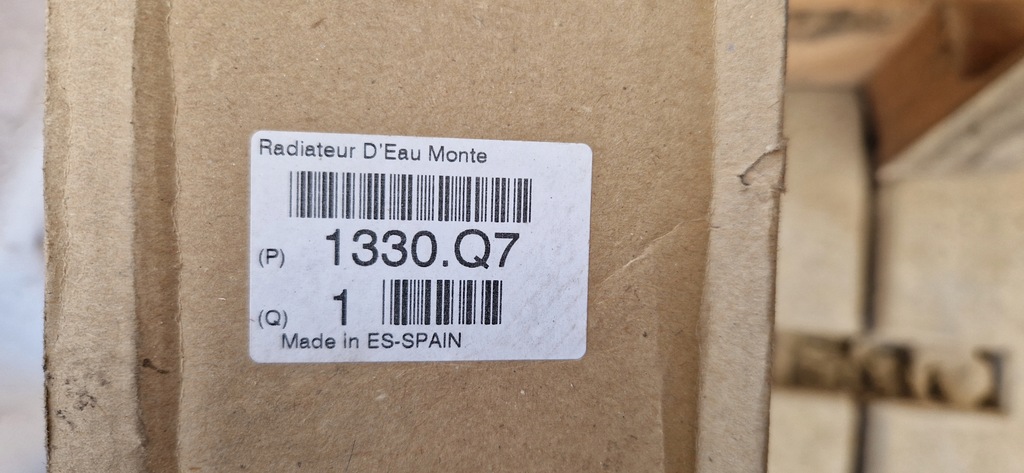 Radiateur D'Eau Monte
(P) 1330.Q7
(Q) 1
Made in ES-SPAIN